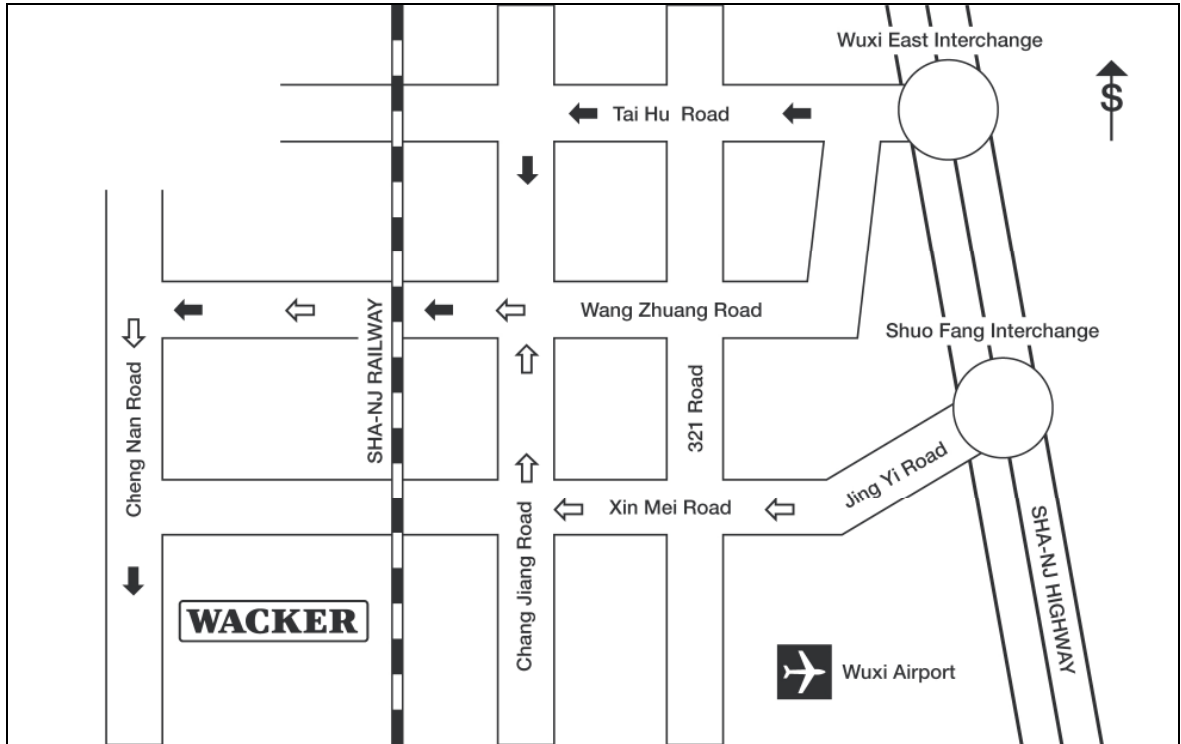 Wuxi East Interchange
$
Tai Hu Road
Wang Zhuang Road
Shuo Fang Interchange
SHA-NJ RAILWAY
321 Road
Cheng Nan Road
Jing Yi Road
Xin Mei Road
Chang Jiang Road
SHA-NJ HIGHWAY
WACKER
Wuxi Airport